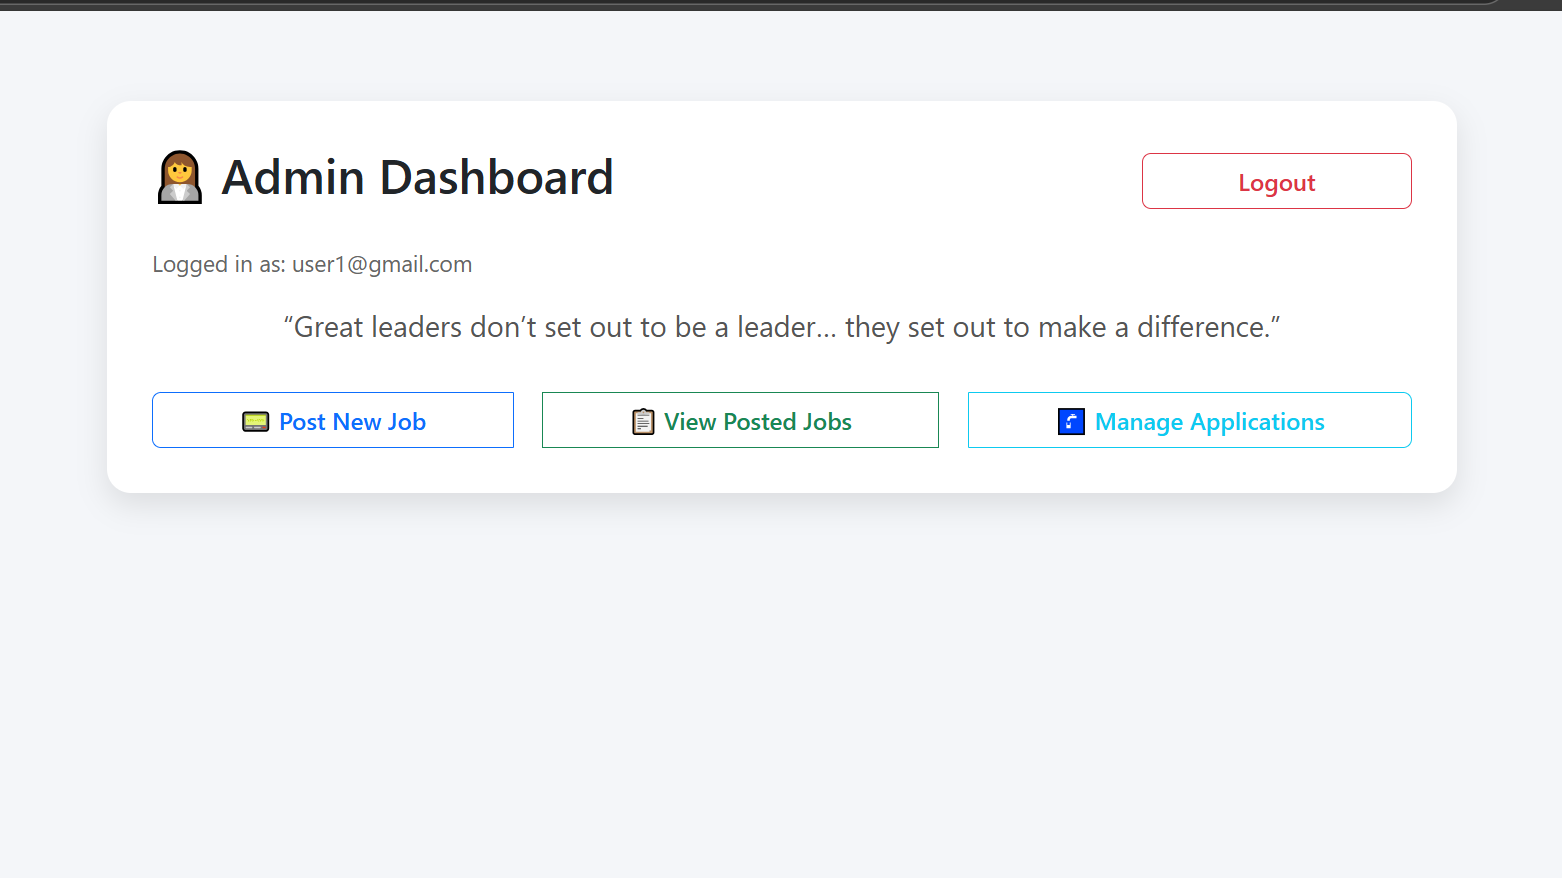 Admin Dashboard
Logout
Logged in as: user1@gmail.com
“Great leaders don’t set out to be a leader... they set out to make a difference.”
Post New Job
View Posted Jobs
Manage Applications